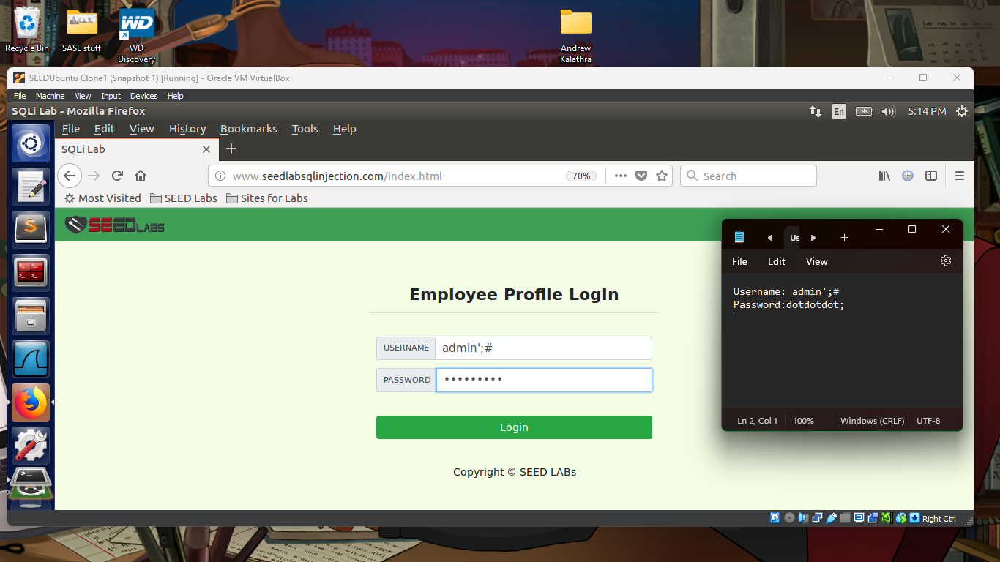 Recycle Bin
SASE stuff
WD
WD
Discovery
Andrew
Kalathra
SEEDUbuntu Clone1 (Snapshot 1) [Running] - Oracle VM VirtualBox
File Machine View Input Devices Help
SQLi Lab - Mozilla Firefox
En
5:14 PM
File Edit View History Bookmarks Tools Help
SQLi Lab
www.seedlabsqlinjection.com/index.html
70%
Search
Most Visited
SEED Labs
Sites for Labs
SEEDLABS
Employee Profile Login
USERNAME admin';#
PASSWORD •••••••••
Login
Copyright © SEED LABs
Us
File Edit View
Username: admin';#
Password:dotdotdot;
Ln 2, Col 1
100%
Windows (CRLF)
UTF-8
Right Ctrl